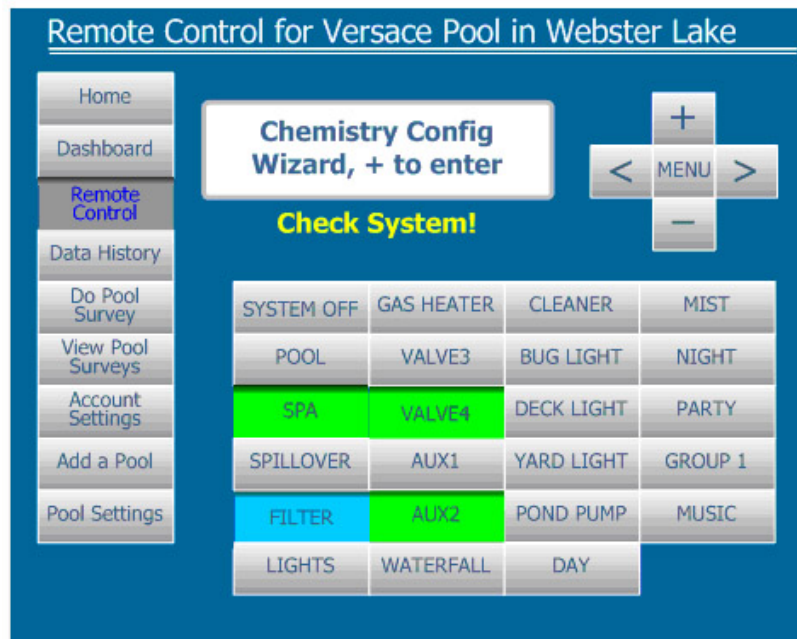 Remote Control for Versace Pool in Webster Lake
Home
Dashboard
Remote
Control
Data History
Do Pool
Survey
View Pool
Surveys
Account
Settings
Add a Pool
Pool Settings
Chemistry Config
Wizard, + to enter
Check System!
+
< MENU >
−
SYSTEM OFF GAS HEATER CLEANER MIST
POOL VALVE3 BUG LIGHT NIGHT
SPA VALVE4 DECK LIGHT PARTY
SPILLOVER AUX1 YARD LIGHT GROUP 1
FILTER AUX2 POND PUMP MUSIC
LIGHTS WATERFALL DAY